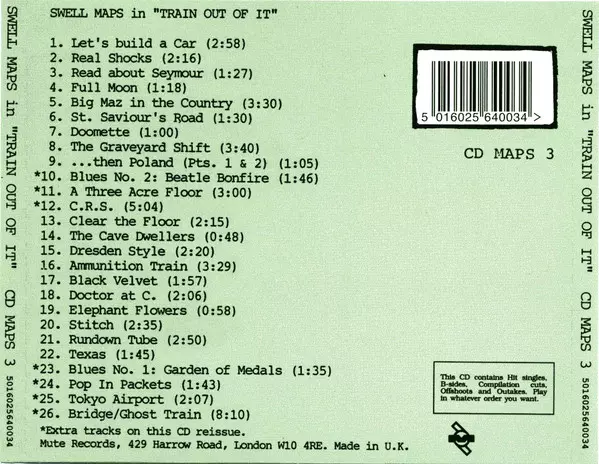 SWELL MAPS in "TRAIN OUT OF IT" CD MAPS 3 5016025640034
SWELL MAPS in "TRAIN OUT OF IT"
1. Let's build a Car (2:58)
2. Real Shocks (2:16)
3. Read about Seymour (1:27)
4. Full Moon (1:18)
5. Big Maz in the Country (3:30)
6. St. Saviour's Road (1:30)
7. Doomette (1:00)
8. The Graveyard Shift (3:40)
9. ...then Poland (Pts. 1 & 2) (1:05)
*10. Blues No. 2: Beatle Bonfire (1:46)
*11. A Three Acre Floor (3:00)
*12. C.R.S. (5:04)
13. Clear the Floor (2:15)
14. The Cave Dwellers (0:48)
15. Dresden Style (2:20)
16. Ammunition Train (3:29)
17. Black Velvet (1:57)
18. Doctor at C. (2:06)
19. Elephant Flowers (0:58)
20. Stitch (2:35)
21. Rundown Tube (2:50)
22. Texas (1:45)
*23. Blues No. 1: Garden of Medals (1:35)
*24. Pop In Packets (1:43)
*25. Tokyo Airport (2:07)
*26. Bridge/Ghost Train (8:10)
*Extra tracks on this CD reissue.
Mute Records, 429 Harrow Road, London W10 4RE. Made in U.K.
5 016025 640034 >
CD MAPS 3
This CD contains Hit singles,
B-sides, Compilation cuts,
Offshoots and Outakes. Play
in whatever order you want.
SWELL MAPS in "TRAIN OUT OF IT" CD MAPS 3 5016025640034